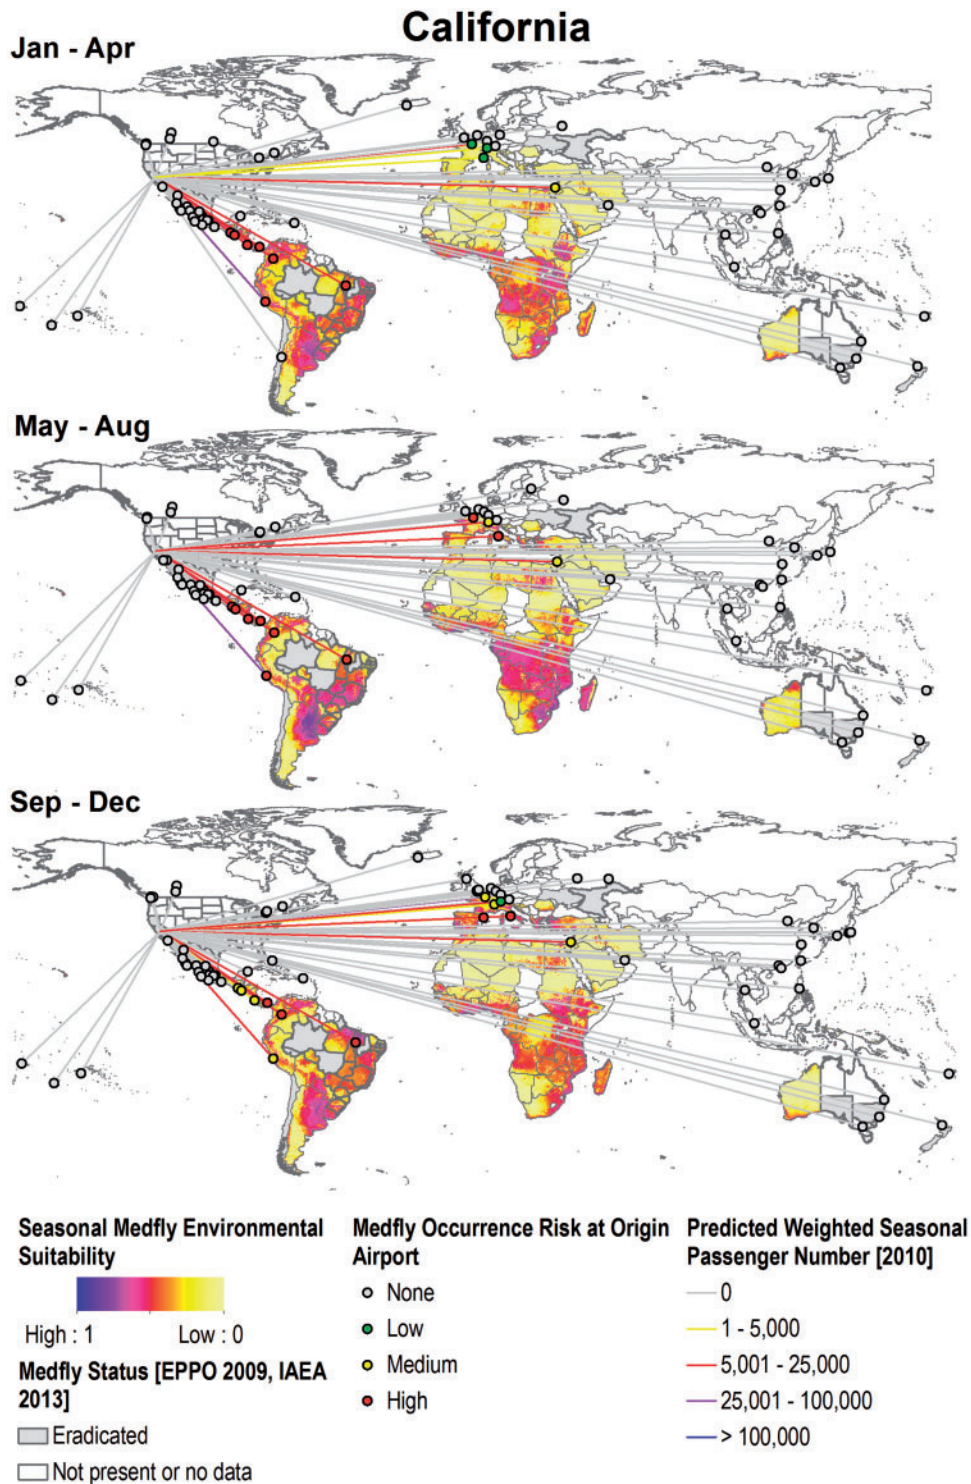 California
Jan - Apr
May - Aug
Sep - Dec
Seasonal Medfly Environmental
Suitability
High : 1
Low : 0
Medfly Status [EPPO 2009, IAEA
2013]
Eradicated
Not present or no data
Medfly Occurrence Risk at Origin
Airport
None
Low
Medium
High
Predicted Weighted Seasonal
Passenger Number [2010]
0
1 - 5,000
5,001 - 25,000
25,001 - 100,000
> 100,000